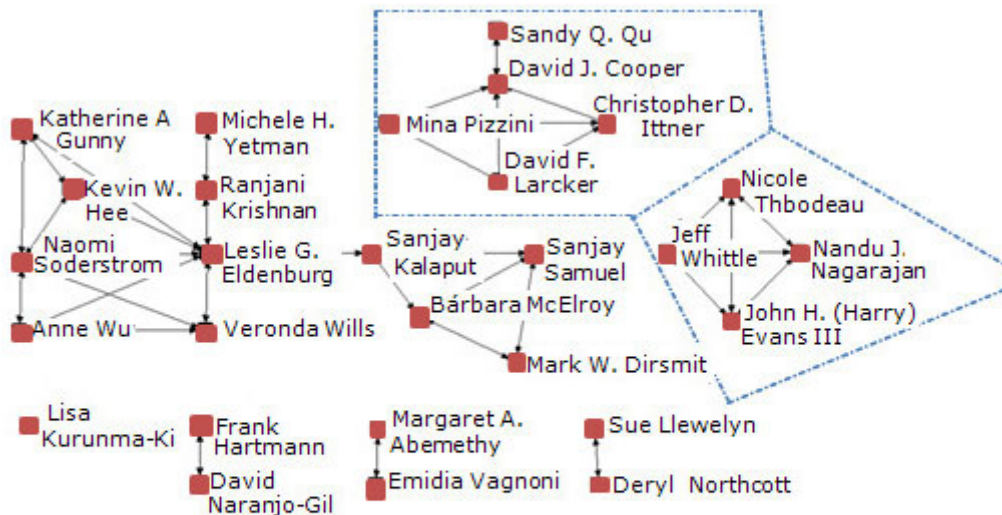 Sandy Q. Qu
David J. Cooper
Christopher D.
Ittner
Mina Pizzini
David F.
Larcker
Katherine A
Gunny
Michele H.
Yetman
Kevin W.
Hee
Ranjani
Krishnan
Naomi
Soderstrom
Leslie G.
Eldenburg
Anne Wu
Veronda Wills
Sanjay
Kalaput
Sanjay
Samuel
Bárbara McElroy
Mark W. Dirsmit
Nicole
Thbodeau
Jeff
Whittle
Nandu J.
Nagarajan
John H. (Harry)
Evans III
Lisa
Kurunma-Ki
Frank
Hartmann
David
Naranjo-Gil
Margaret A.
Abemethy
Emidia Vagnoni
Sue Llewelyn
Deryl Northcott